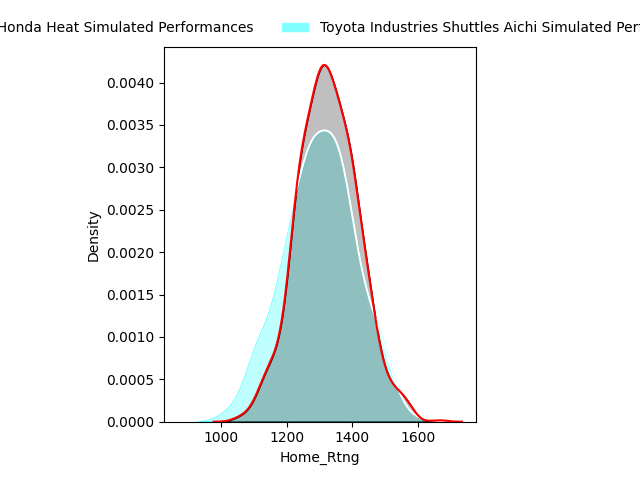 Honda Heat Simulated Performances
Toyota Industries Shuttles Aichi Simulated
0.0040
0.0035
0.0030
0.0025
0.0020
0.0015
0.0010
0.0005
0.0000
Density
1000 1200 1400 1600
Home_Rtng